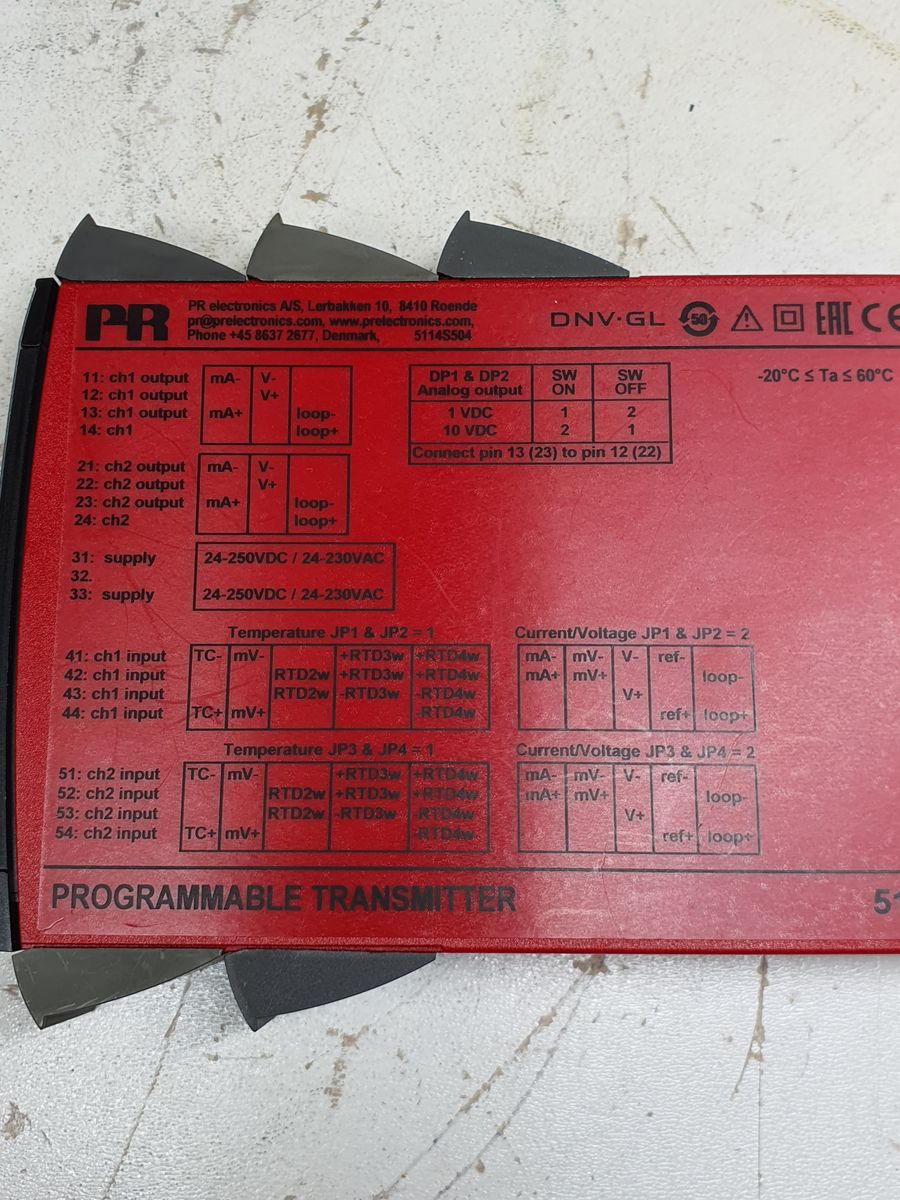 PR
PR electronics A/S, Lerbakken 10, 8410 Roende
pr@prelectronics.com, www.prelectronics.com,
Phone +45 8637 2677, Denmark, 5114S504
DNV·GL 50 EAC CE
11: ch1 output mA- V-
12: ch1 output V+
13: ch1 output mA+ loop-
14: ch1 loop+
DP1 & DP2 SW SW
Analog output ON OFF
1 VDC 1 2
10 VDC 2 1
Connect pin 13 (23) to pin 12 (22)
-20°C ≤ Ta ≤ 60°C
21: ch2 output mA- V-
22: ch2 output V+
23: ch2 output mA+ loop-
24: ch2 loop+
31: supply 24-250VDC / 24-230VAC
32.
33: supply 24-250VDC / 24-230VAC
Temperature JP1 & JP2 = 1
41: ch1 input TC- mV- +RTD3w +RTD4w
42: ch1 input RTD2w +RTD3w +RTD4w
43: ch1 input RTD2w -RTD3w -RTD4w
44: ch1 input TC+ mV+ -RTD4w
Current/Voltage JP1 & JP2 = 2
mA- mV- V- ref-
mA+ mV+ loop-
V+
ref+ loop+
Temperature JP3 & JP4 = 1
51: ch2 input TC- mV- +RTD3w +RTD4w
52: ch2 input RTD2w +RTD3w +RTD4w
53: ch2 input RTD2w -RTD3w -RTD4w
54: ch2 input TC+ mV+ -RTD4w
Current/Voltage JP3 & JP4 = 2
mA- mV- V- ref-
mA+ mV+ loop-
V+
ref+ loop+
PROGRAMMABLE TRANSMITTER